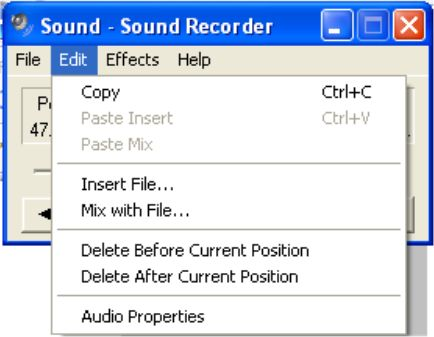 Sound - Sound Recorder
File Edit Effects Help
Copy Ctrl+C
Paste Insert Ctrl+V
Paste Mix
47.
Insert File...
Mix with File...
Delete Before Current Position
Delete After Current Position
Audio Properties